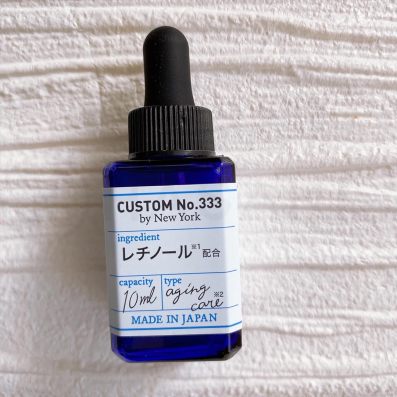 CUSTOM No.333
by New York
ingredient
レチノール※1配合
capacity type
10ml aging
care※2
MADE IN JAPAN